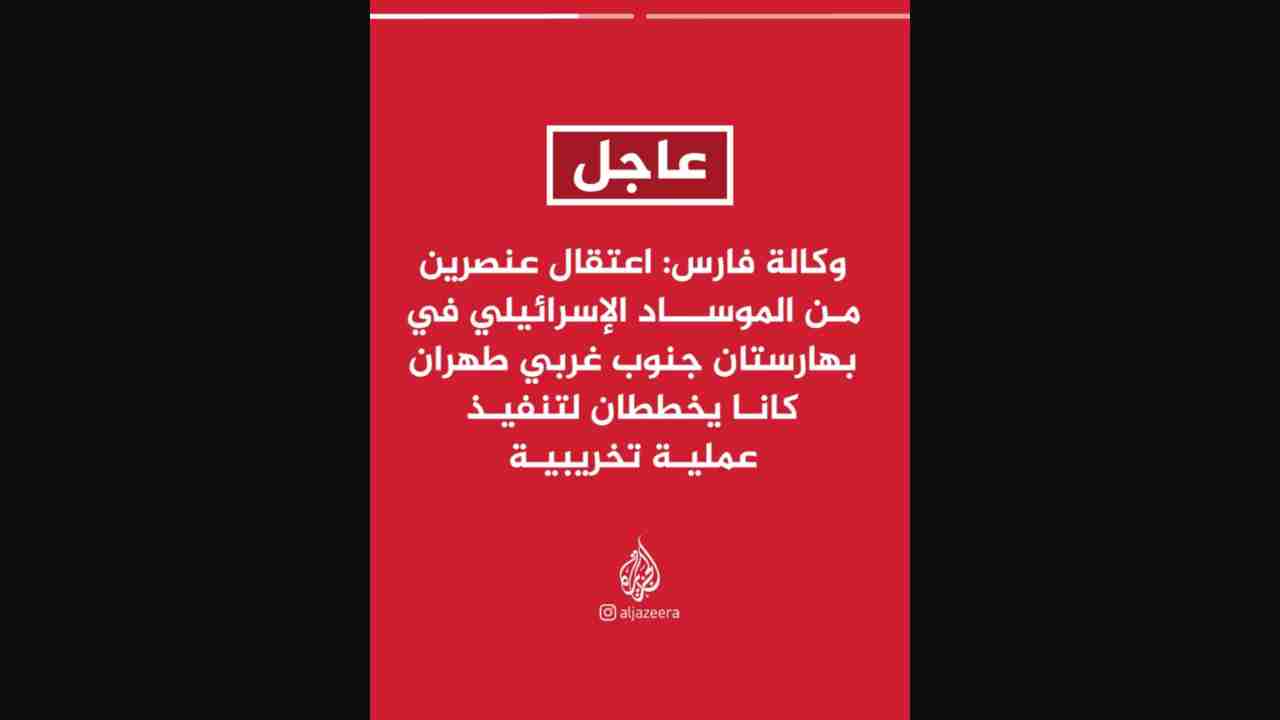 عاجل
وكالة فارس: اعتقال عنصرين
من الموساد الإسرائيلي في
بهارستان جنوب غربي طهران
كانا يخططان لتنفيذ
عملية تخريبية
الجزيرة
aljazeera